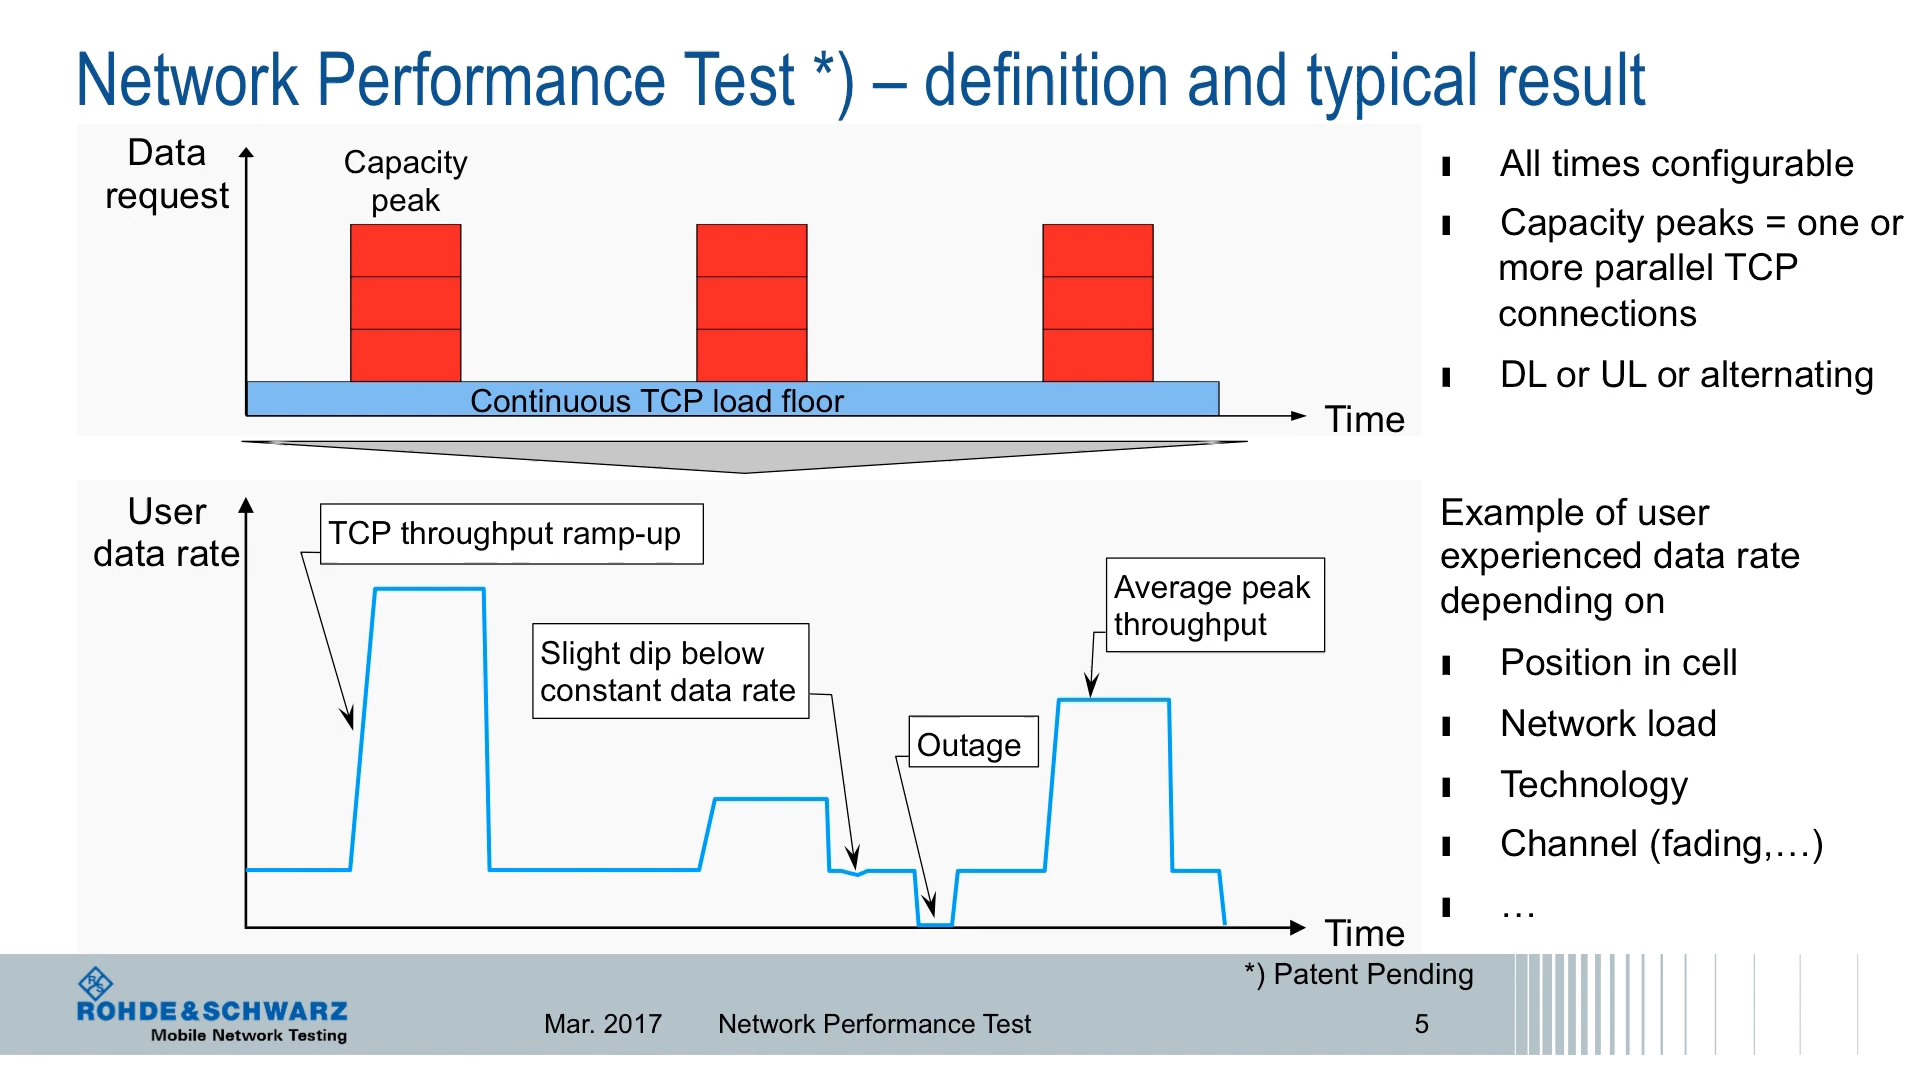 Network Performance Test *) – definition and typical result
Data
request
Capacity
peak
Continuous TCP load floor
Time
All times configurable
Capacity peaks = one or
more parallel TCP
connections
DL or UL or alternating
User
data rate
TCP throughput ramp-up
Slight dip below
constant data rate
Outage
Average peak
throughput
Time
Example of user
experienced data rate
depending on
Position in cell
Network load
Technology
Channel (fading,…)
…
*) Patent Pending
R S
ROHDE&SCHWARZ
Mobile Network Testing
Mar. 2017
Network Performance Test
5